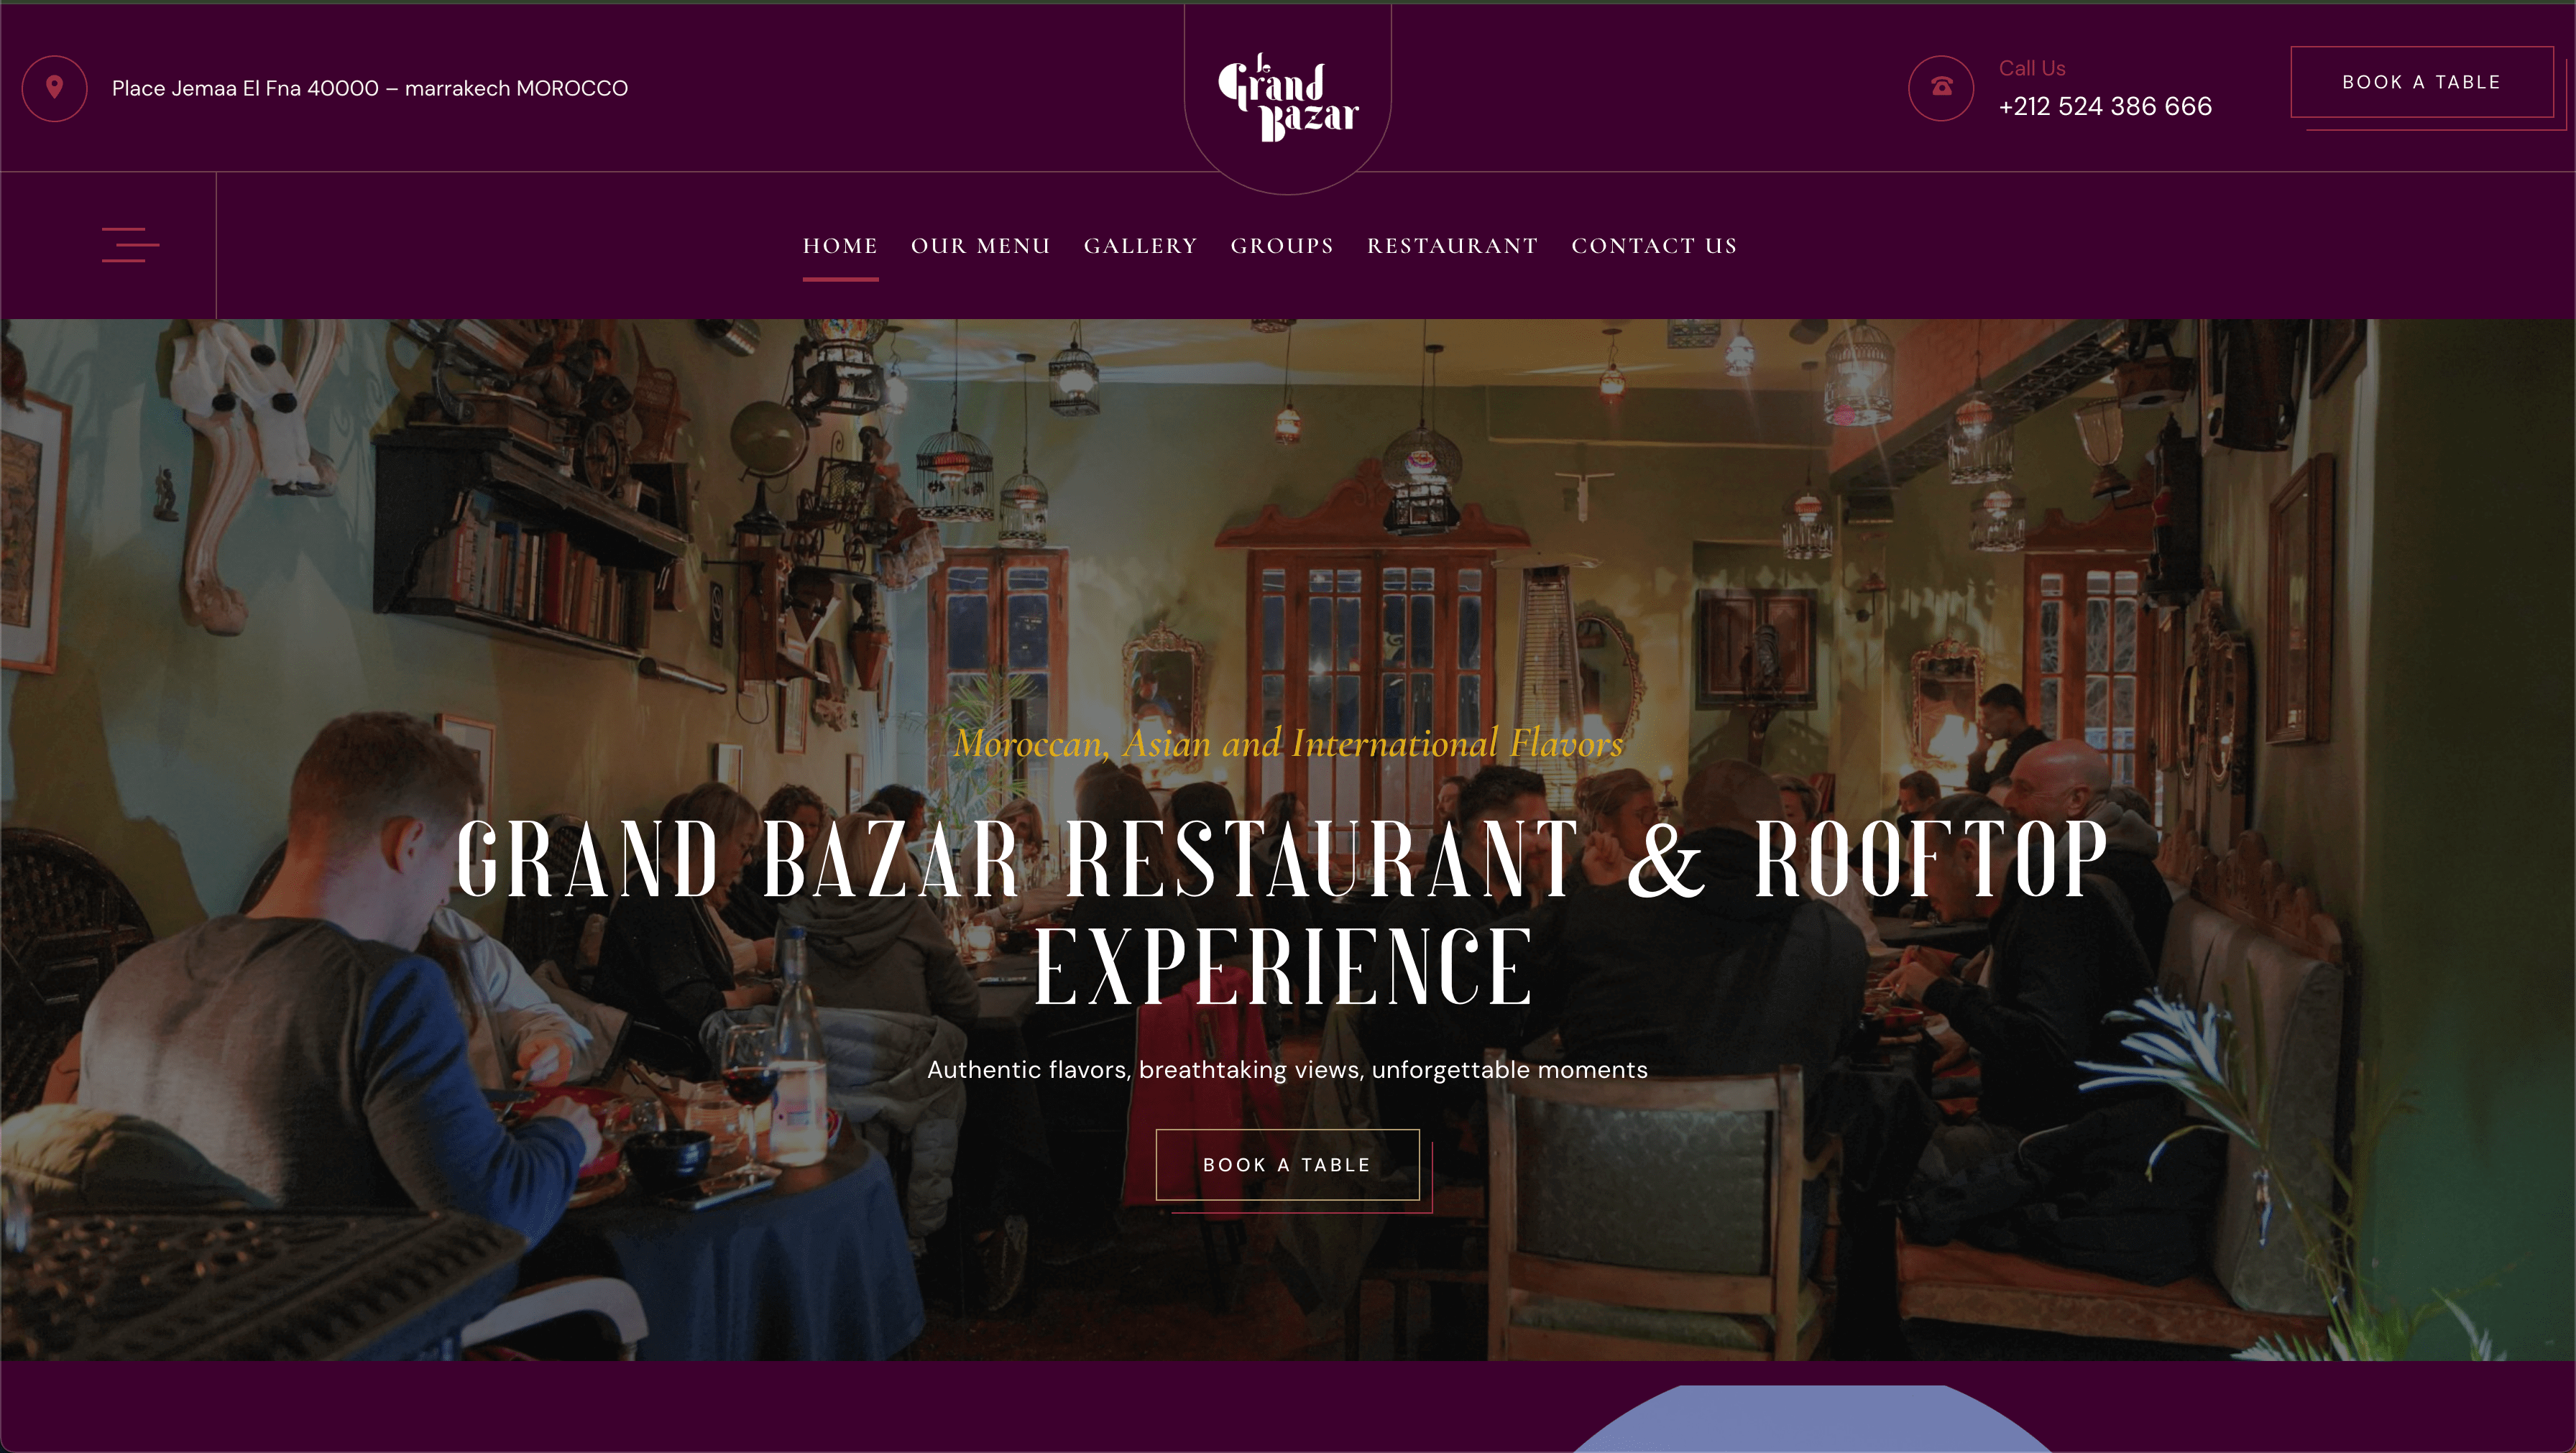 Place Jemaa El Fna 40000 – marrakech MOROCCO
le
Grand
Bazar
Call Us
+212 524 386 666
BOOK A TABLE
HOME OUR MENU GALLERY GROUPS RESTAURANT CONTACT US
Moroccan, Asian and International Flavors
GRAND BAZAR RESTAURANT & ROOFTOP
EXPERIENCE
Authentic flavors, breathtaking views, unforgettable moments
BOOK A TABLE